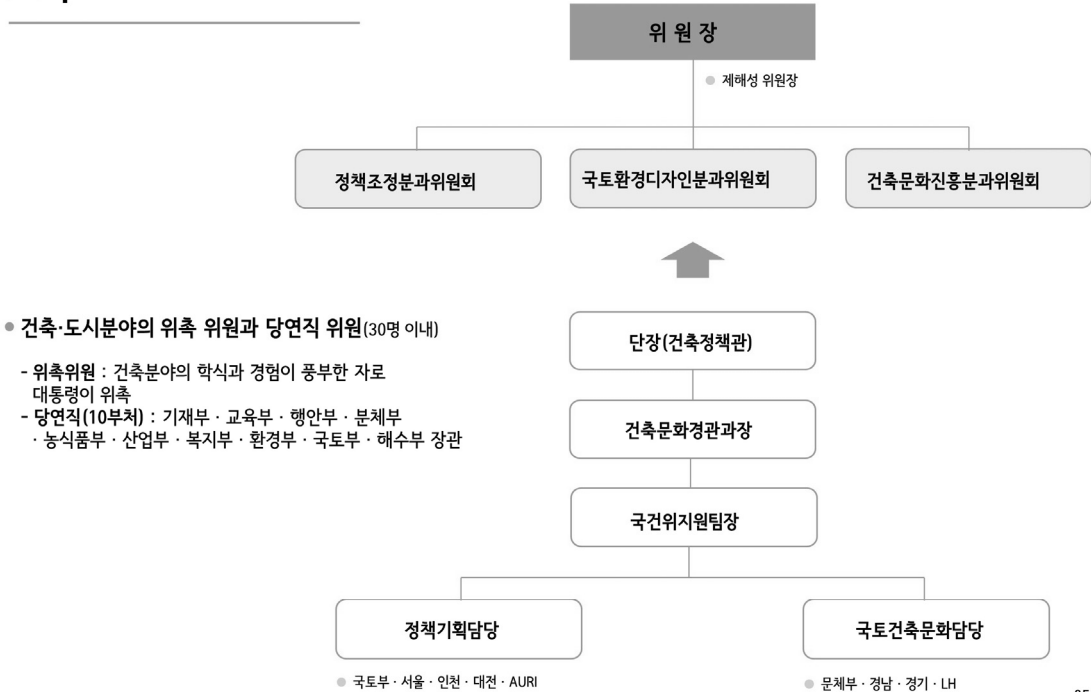 위 원 장
● 제해성 위원장
정책조정분과위원회
국토환경디자인분과위원회
건축문화진흥분과위원회
● 건축·도시분야의 위촉 위원과 당연직 위원(30명 이내)
- 위촉위원 : 건축분야의 학식과 경험이 풍부한 자로
대통령이 위촉
- 당연직(10부처) : 기재부 · 교육부 · 행안부 · 분체부
· 농식품부 · 산업부 · 복지부 · 환경부 · 국토부 · 해수부 장관
단장(건축정책관)
건축문화경관과장
국건위지원팀장
정책기획담당
국토건축문화담당
● 국토부 · 서울 · 인천 · 대전 · AURI
● 문체부 · 경남 · 경기 · LH